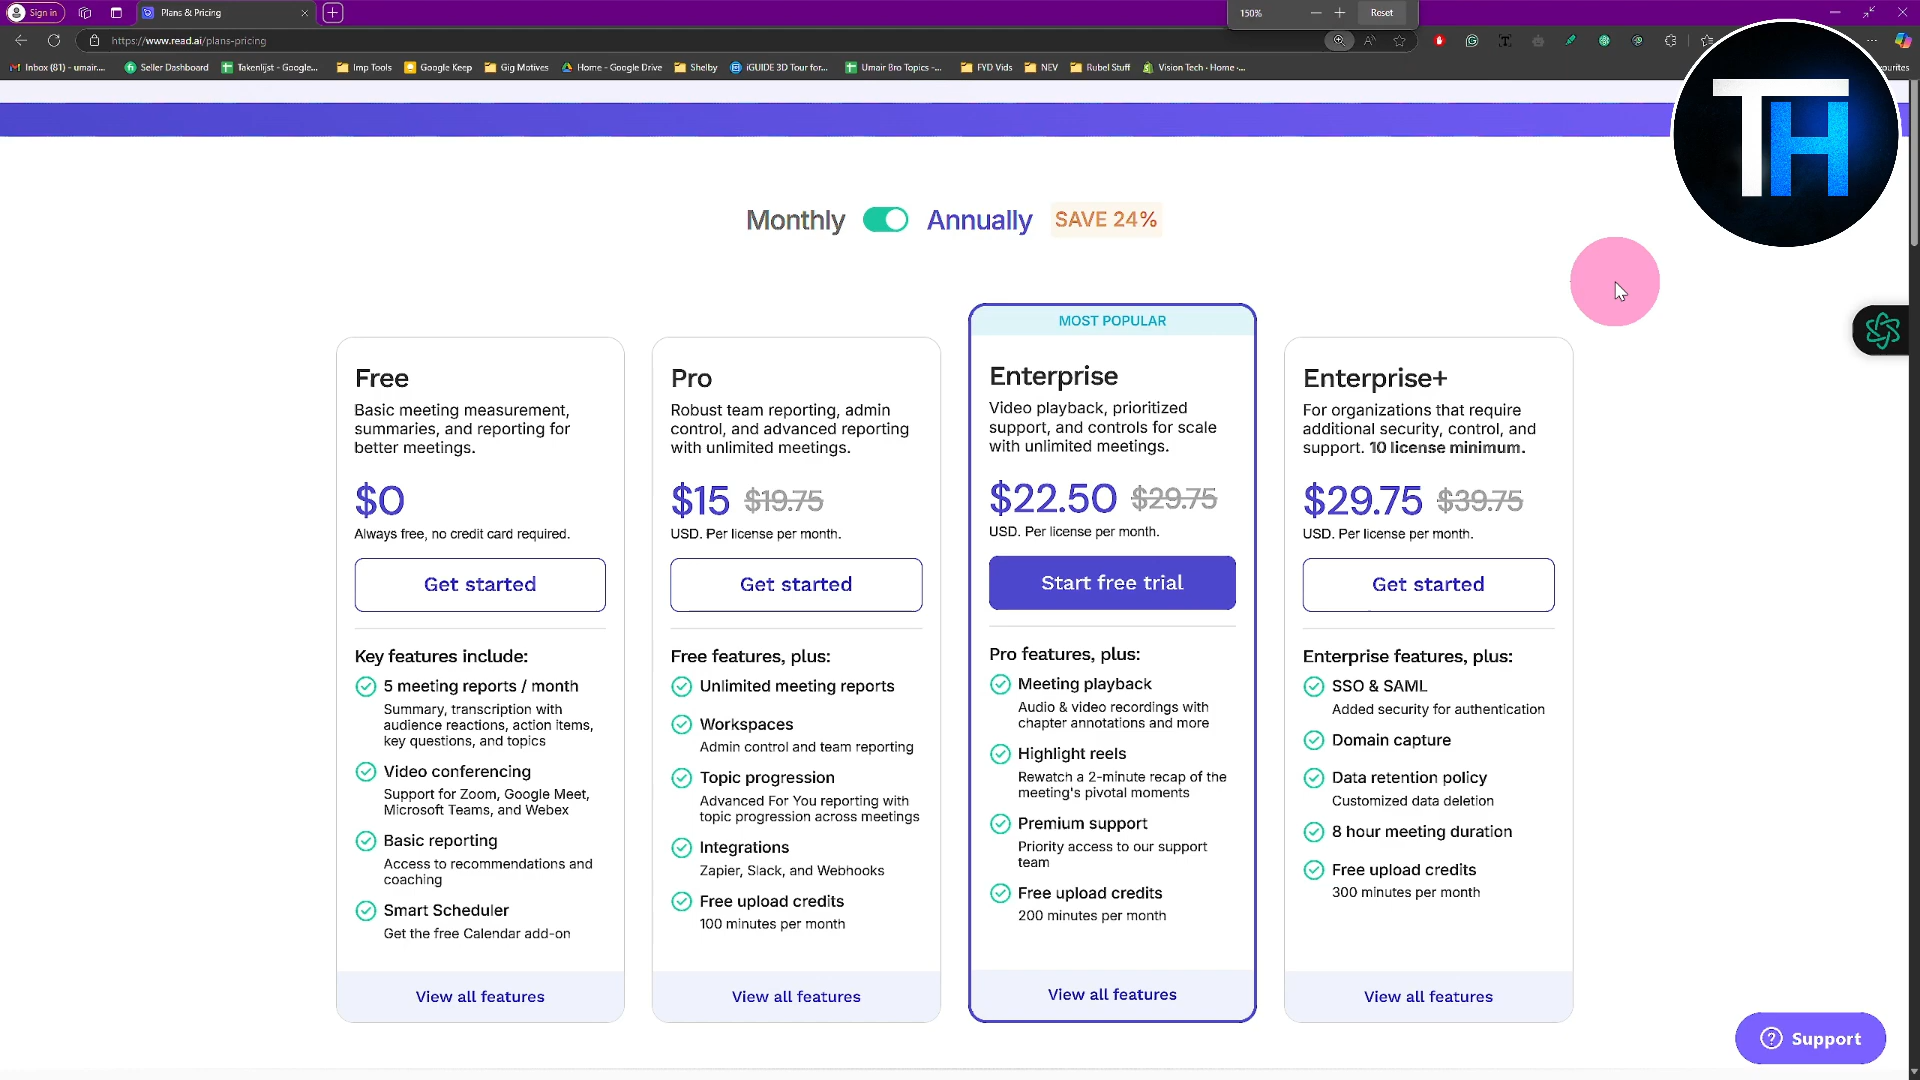 Sign in
Plans & Pricing
150%
Reset
https://www.read.ai/plans-pricing
Inbox (81) - umair....
Seller Dashboard
Takenlijst - Google...
Imp Tools
Google Keep
Gig Motives
Home - Google Drive
Shelby
iGUIDE 3D Tour for...
Umair Bro Topics -...
FYD Vids
NEV
Rubel Stuff
Vision Tech · Home ·...
ourites
TH
Monthly
Annually
SAVE 24%
Free
Basic meeting measurement,
summaries, and reporting for
better meetings.
$0
Always free, no credit card required.
Get started
Key features include:
5 meeting reports / month
Summary, transcription with
audience reactions, action items,
key questions, and topics
Video conferencing
Support for Zoom, Google Meet,
Microsoft Teams, and Webex
Basic reporting
Access to recommendations and
coaching
Smart Scheduler
Get the free Calendar add-on
View all features
Pro
Robust team reporting, admin
control, and advanced reporting
with unlimited meetings.
$15 $19.75
USD. Per license per month.
Get started
Free features, plus:
Unlimited meeting reports
Workspaces
Admin control and team reporting
Topic progression
Advanced For You reporting with
topic progression across meetings
Integrations
Zapier, Slack, and Webhooks
Free upload credits
100 minutes per month
View all features
MOST POPULAR
Enterprise
Video playback, prioritized
support, and controls for scale
with unlimited meetings.
$22.50 $29.75
USD. Per license per month.
Start free trial
Pro features, plus:
Meeting playback
Audio & video recordings with
chapter annotations and more
Highlight reels
Rewatch a 2-minute recap of the
meeting's pivotal moments
Premium support
Priority access to our support
team
Free upload credits
200 minutes per month
View all features
Enterprise+
For organizations that require
additional security, control, and
support. 10 license minimum.
$29.75 $39.75
USD. Per license per month.
Get started
Enterprise features, plus:
SSO & SAML
Added security for authentication
Domain capture
Data retention policy
Customized data deletion
8 hour meeting duration
Free upload credits
300 minutes per month
View all features
Support